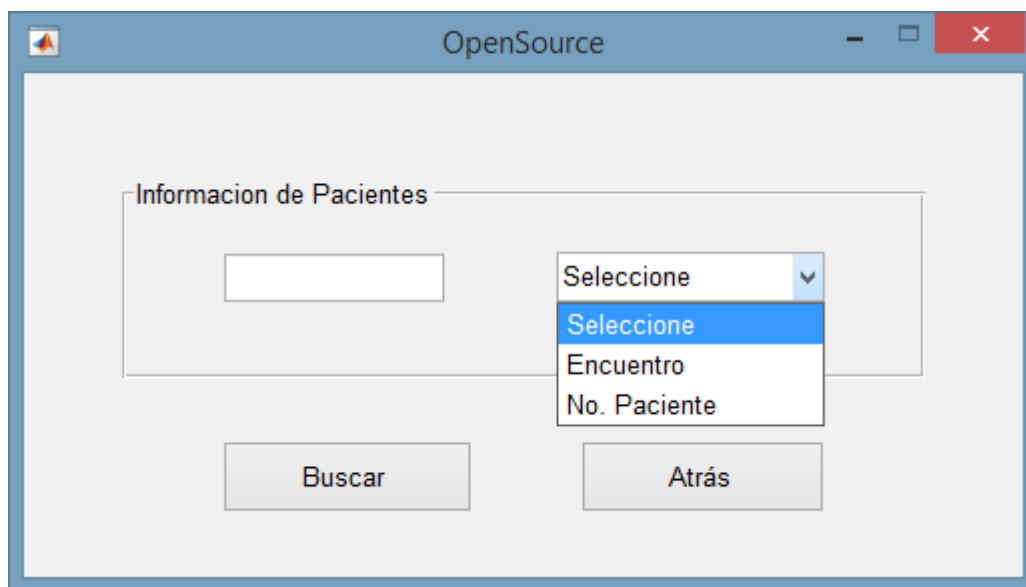 OpenSource
Informacion de Pacientes
Seleccione
Seleccione
Encuentro
No. Paciente
Buscar
Atrás